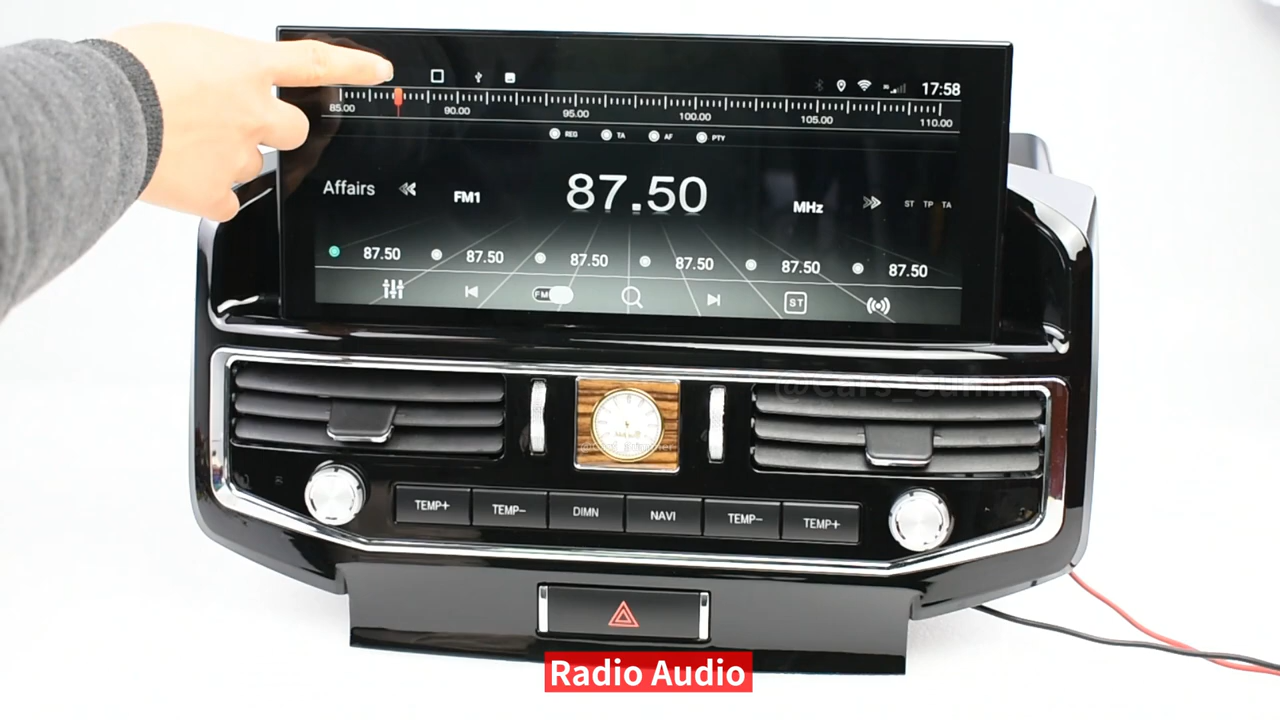 17:58
85.00 90.00 95.00 100.00 105.00 110.00
REG TA AF PTY
Affairs FM1 87.50 MHz ST TP TA
87.50 87.50 87.50 87.50 87.50 87.50
FM ST
@Cars_Summer
TEMP+ TEMP- DIMN NAVI TEMP- TEMP+
Radio Audio